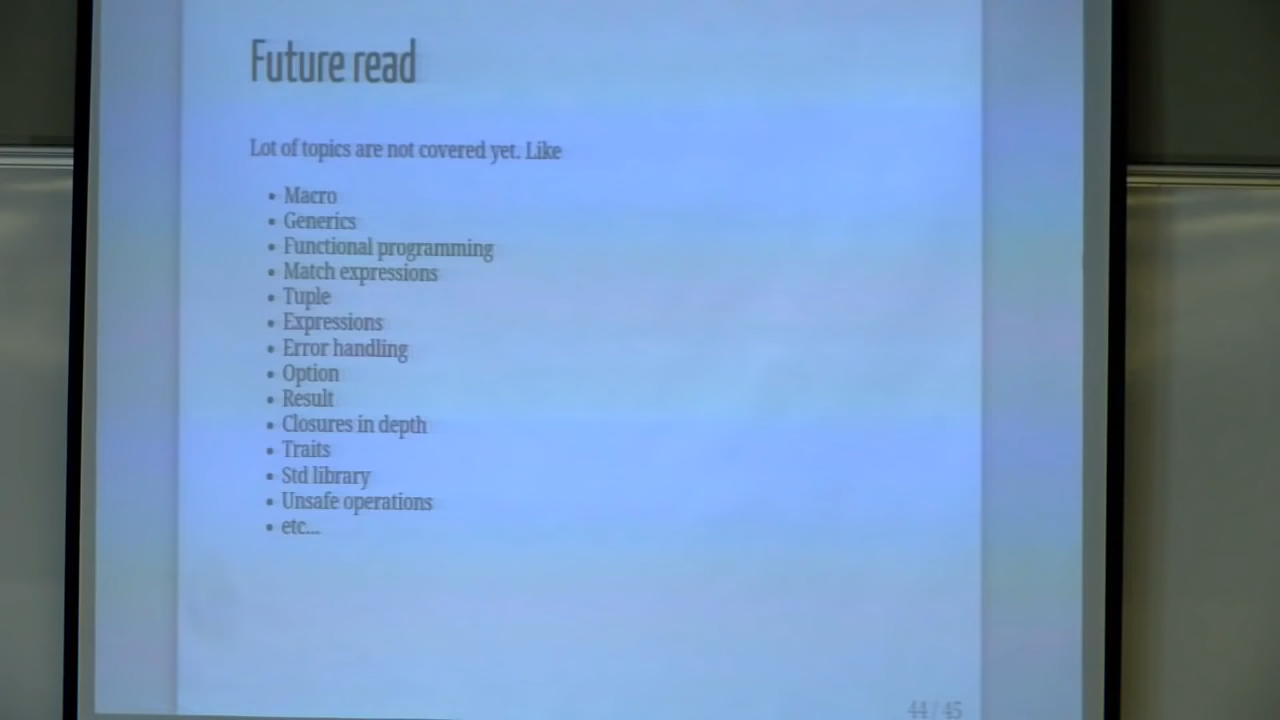 Future read
Lot of topics are not covered yet. Like
• Macro
• Generics
• Functional programming
• Match expressions
• Tuple
• Expressions
• Error handling
• Option
• Result
• Closures in depth
• Traits
• Std library
• Unsafe operations
• etc...
44 / 45